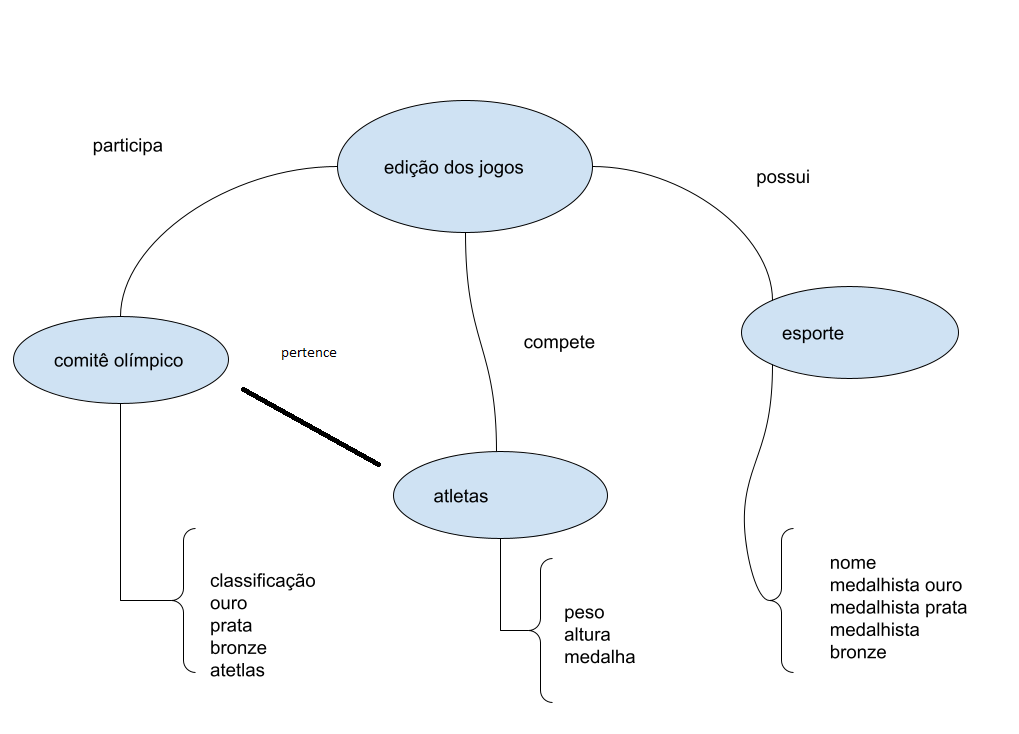 participa
edição dos jogos
possui
comitê olímpico
pertence
compete
esporte
atletas
classificação
ouro
prata
bronze
atetlas
peso
altura
medalha
nome
medalhista ouro
medalhista prata
medalhista
bronze